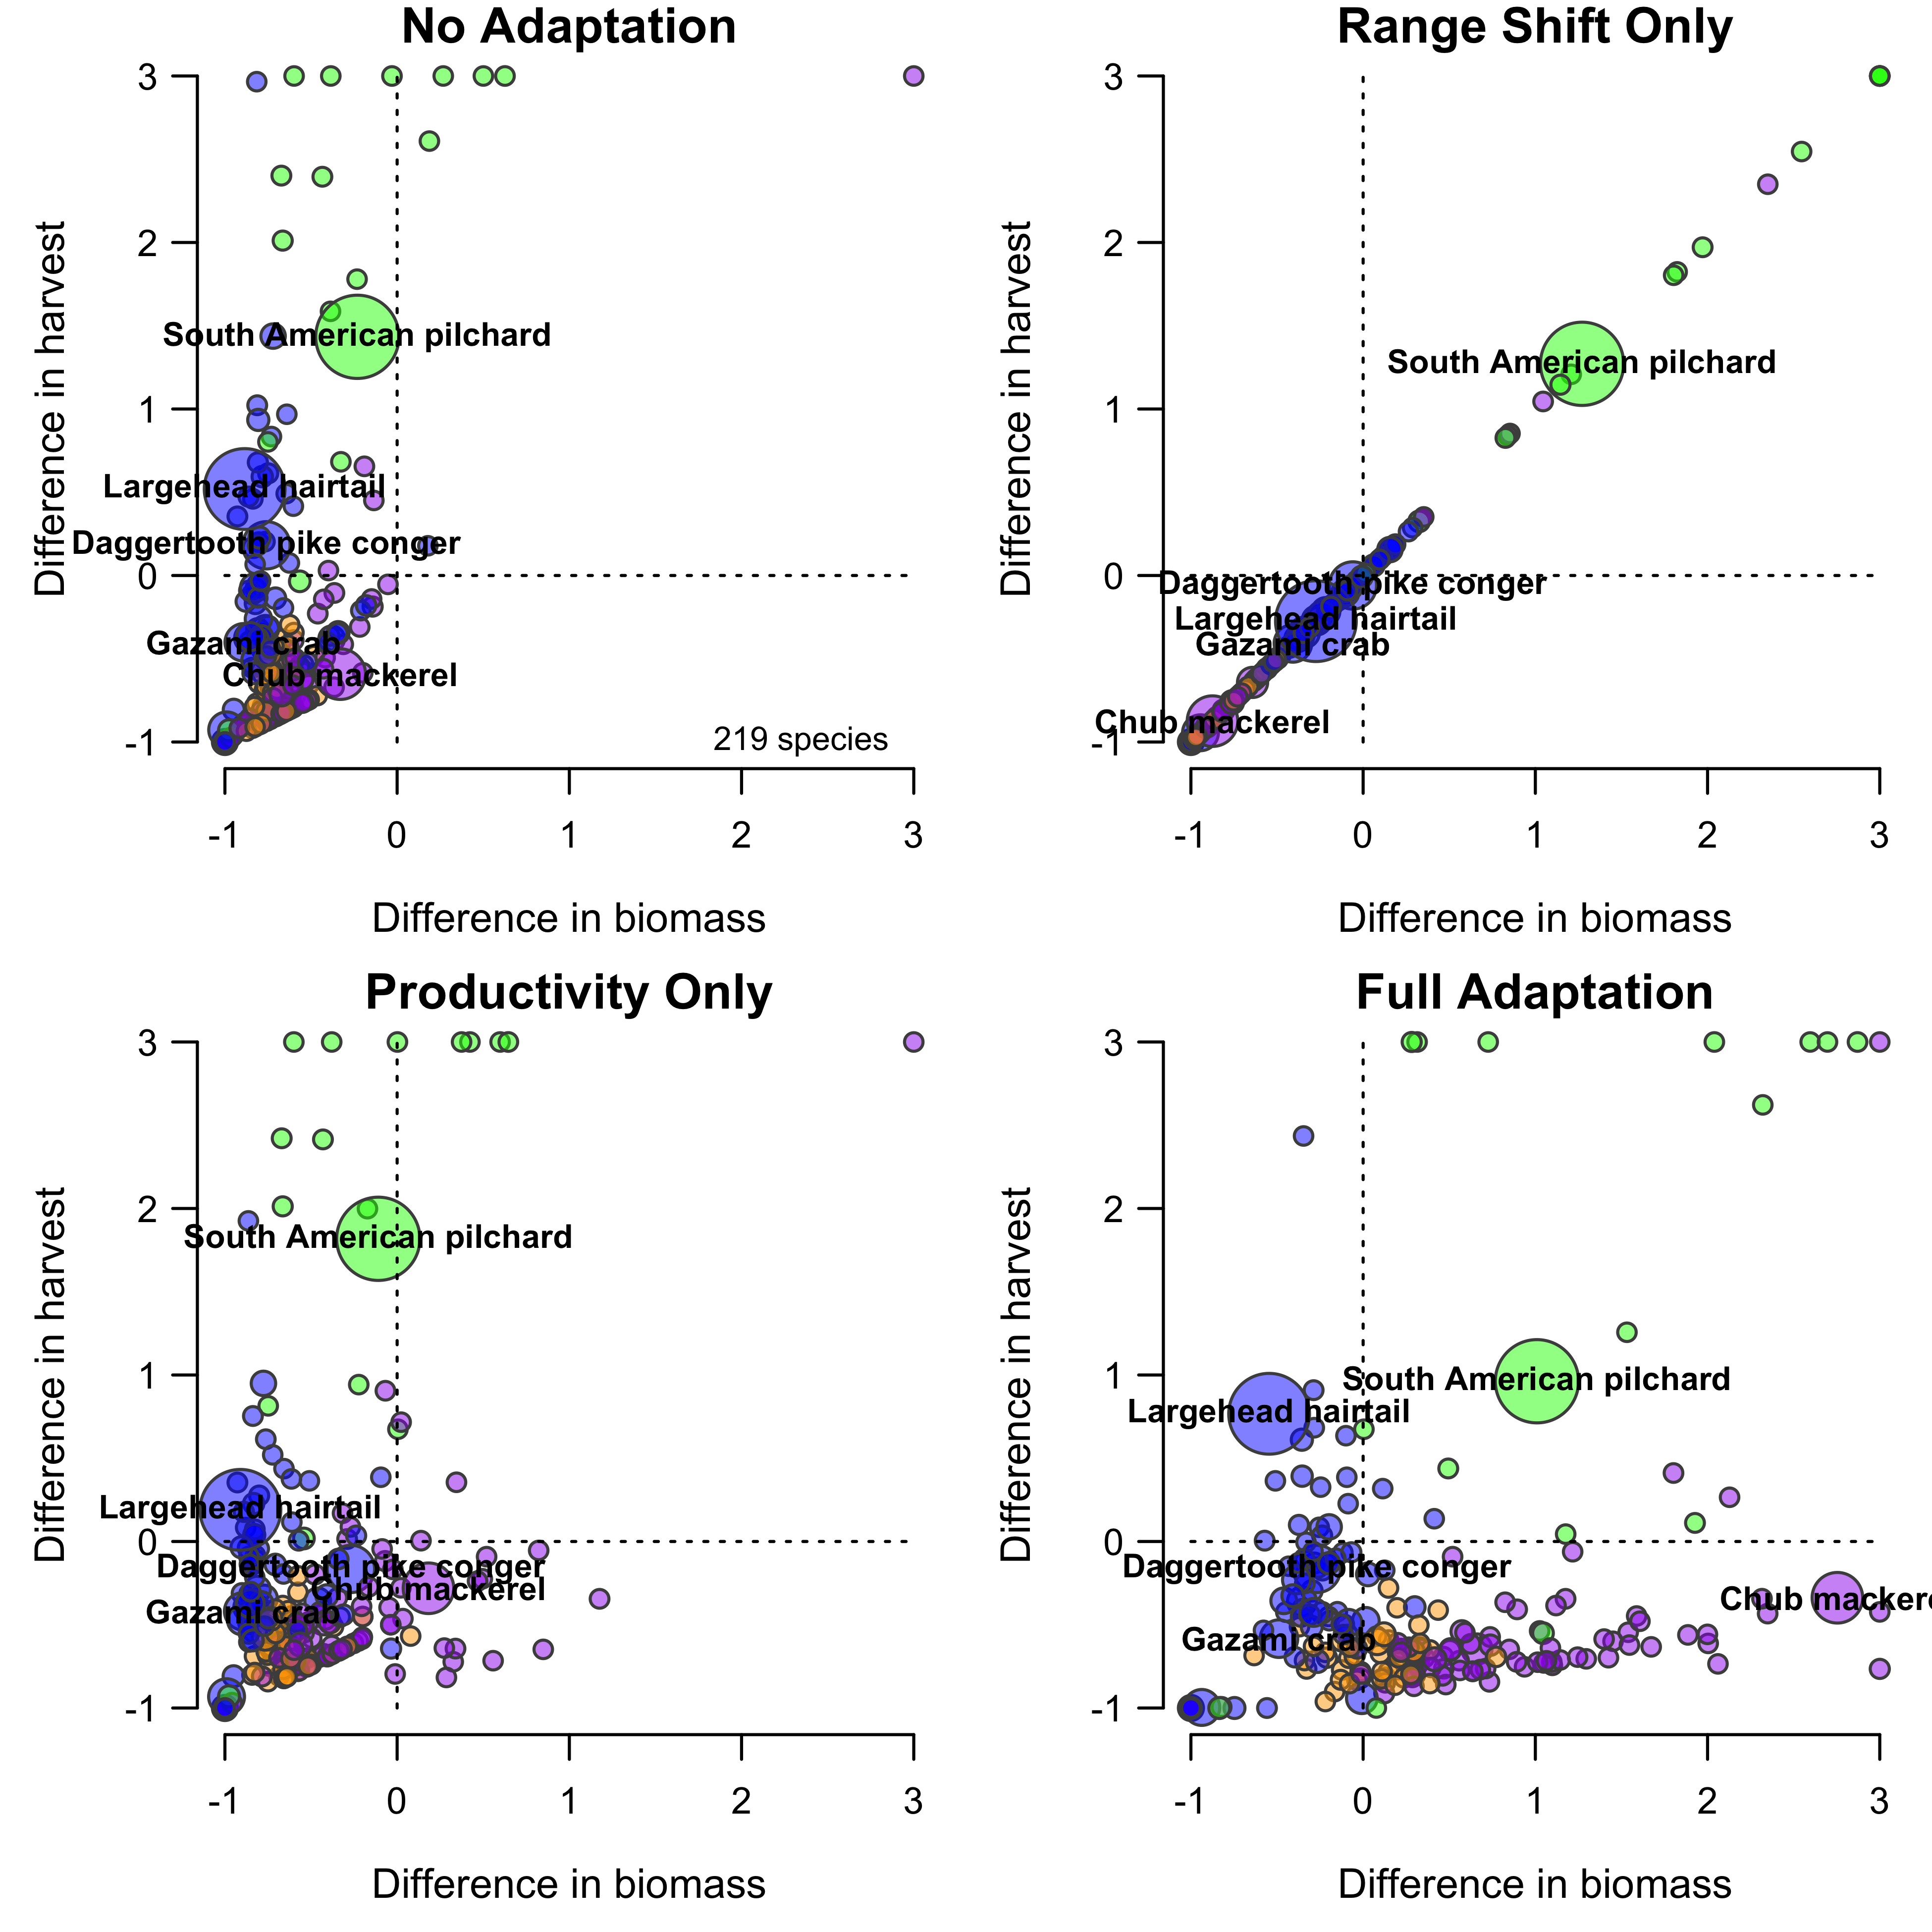 No Adaptation
3
2
1
0
-1
Difference in harvest
South American pilchard
Largehead hairtail
Daggertooth pike conger
Gazami crab
Chub mackerel
219 species
-1 0 1 2 3
Difference in biomass
Range Shift Only
3
2
1
0
-1
Difference in harvest
South American pilchard
Daggertooth pike conger
Largehead hairtail
Gazami crab
Chub mackerel
-1 0 1 2 3
Difference in biomass
Productivity Only
3
2
1
0
-1
Difference in harvest
South American pilchard
Largehead hairtail
Daggertooth pike conger
Chub mackerel
Gazami crab
-1 0 1 2 3
Difference in biomass
Full Adaptation
3
2
1
0
-1
Difference in harvest
South American pilchard
Largehead hairtail
Daggertooth pike conger
Chub mackere
Gazami crab
-1 0 1 2 3
Difference in biomass